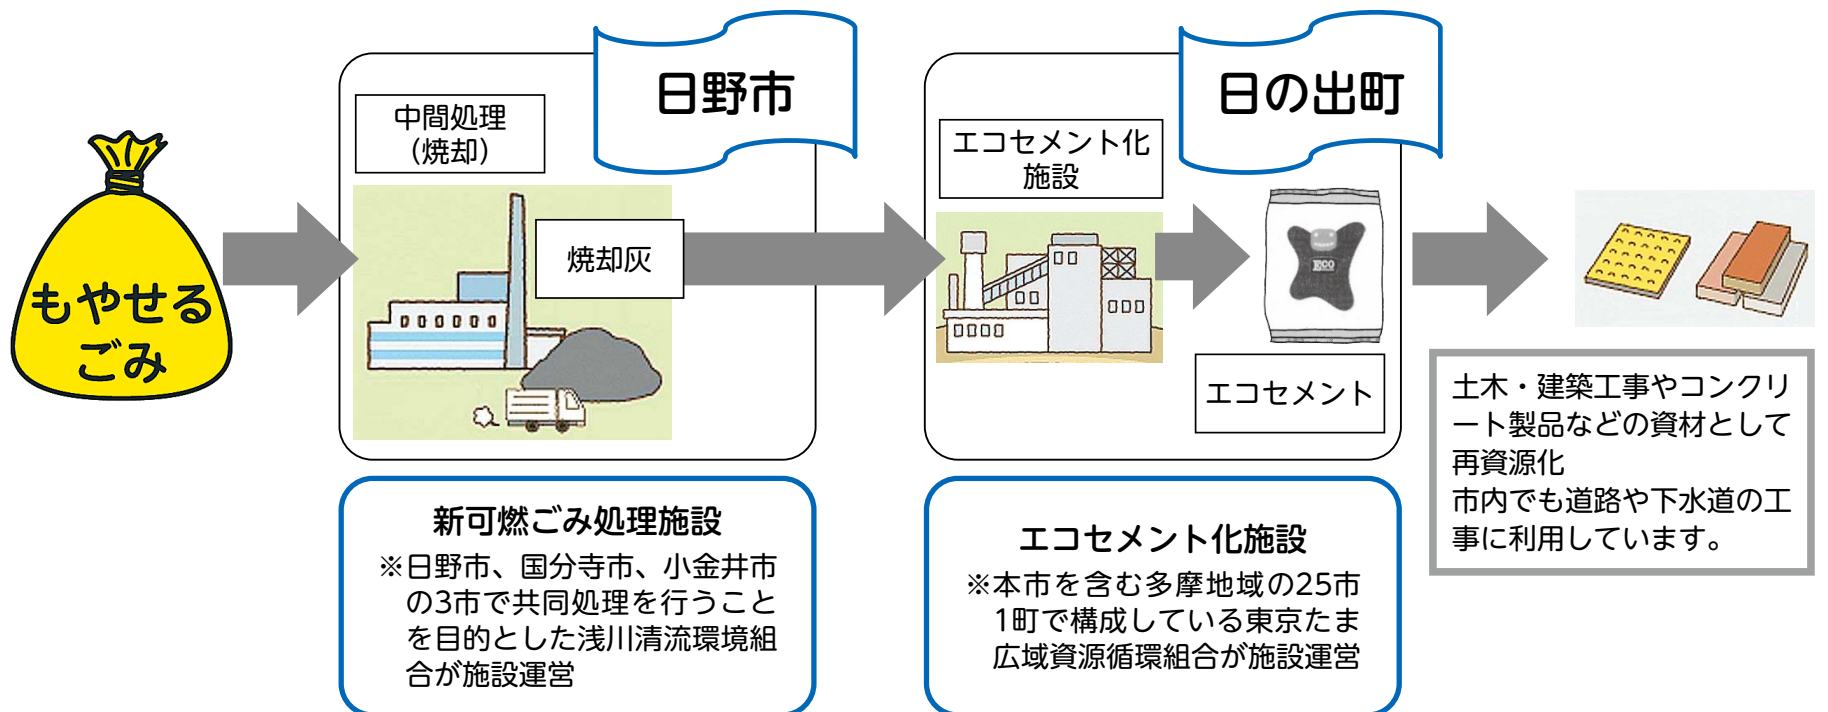 もやせる
ごみ
日野市
中間処理
(焼却)
焼却灰
新可燃ごみ処理施設
※日野市、国分寺市、小金井市
の3市で共同処理を行うこと
を目的とした浅川清流環境組
合が施設運営
日の出町
エコセメント化
施設
ECO
エコセメント
エコセメント化施設
※本市を含む多摩地域の25市
1町で構成している東京たま
広域資源循環組合が施設運営
土木・建築工事やコンクリ
ート製品などの資材として
再資源化
市内でも道路や下水道の工
事に利用しています。